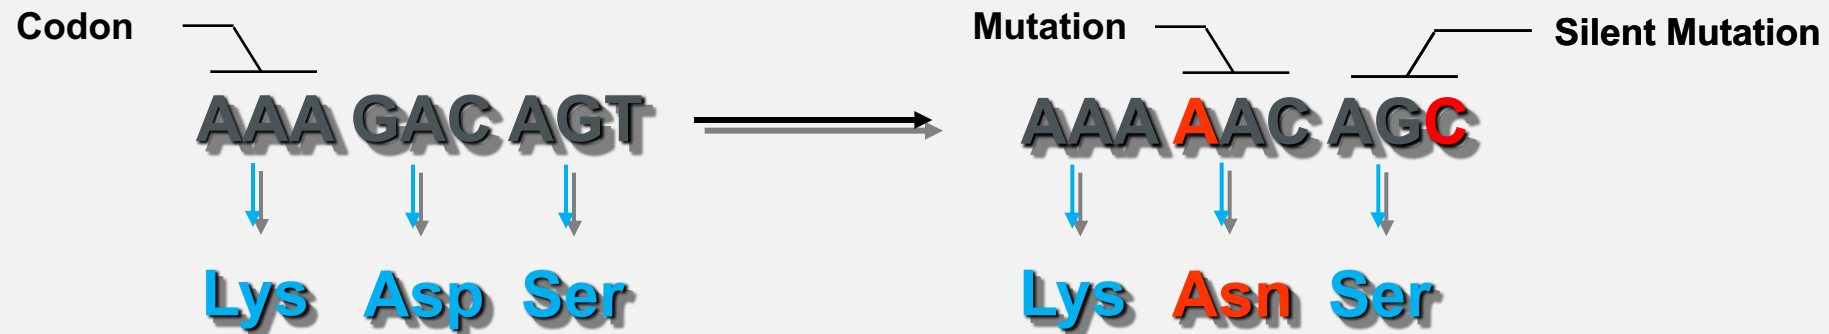 Codon Mutation Silent Mutation
AAA GAC AGT AAA AAC AGC
Lys Asp Ser Lys Asn Ser